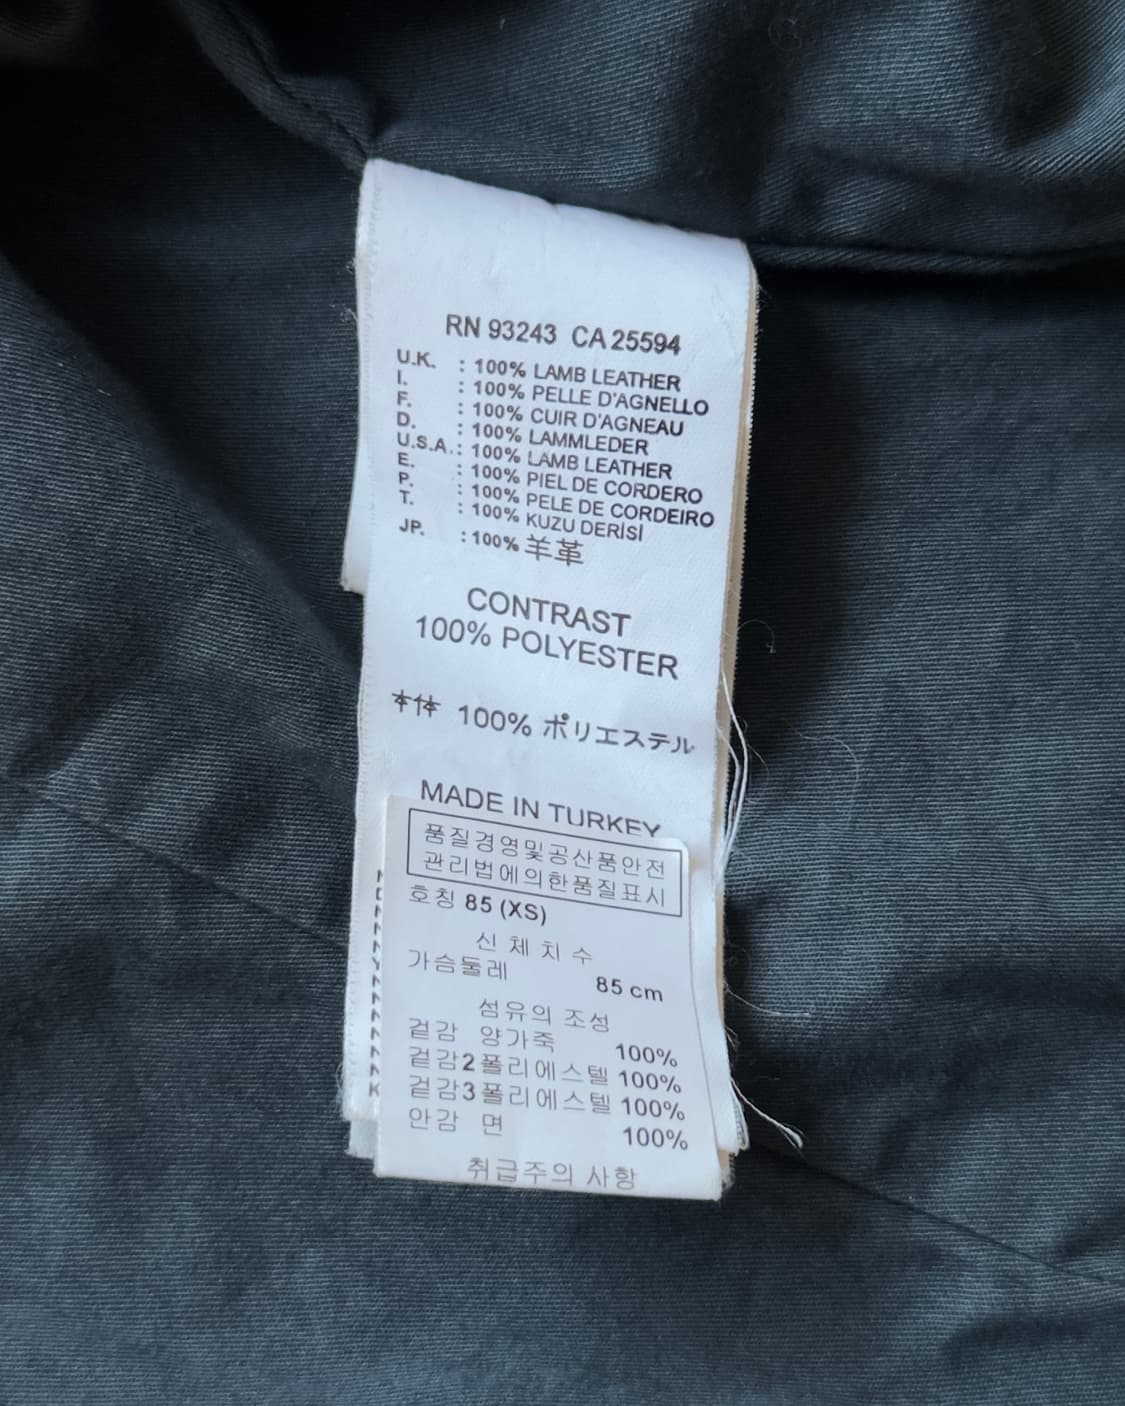 RN 93243 CA 25594
U.K. : 100% LAMB LEATHER
I. : 100% PELLE D'AGNELLO
F. : 100% CUIR D'AGNEAU
D. : 100% LAMMLEDER
U.S.A. : 100% LAMB LEATHER
E. : 100% PIEL DE CORDERO
P. : 100% PELE DE CORDEIRO
T. : 100% KUZU DERİSİ
JP. : 100% 羊革
CONTRAST
100% POLYESTER
本体 100% ポリエステル
MADE IN TURKEY
품질경영및공산품안전
관리법에의한품질표시
호칭 85 (XS)
신 체 치 수
가슴둘레 85 cm
섬유의 조성
겉감 양가죽 100%
겉감2 폴리에스텔 100%
겉감3 폴리에스텔 100%
안감 면 100%
취급주의 사항